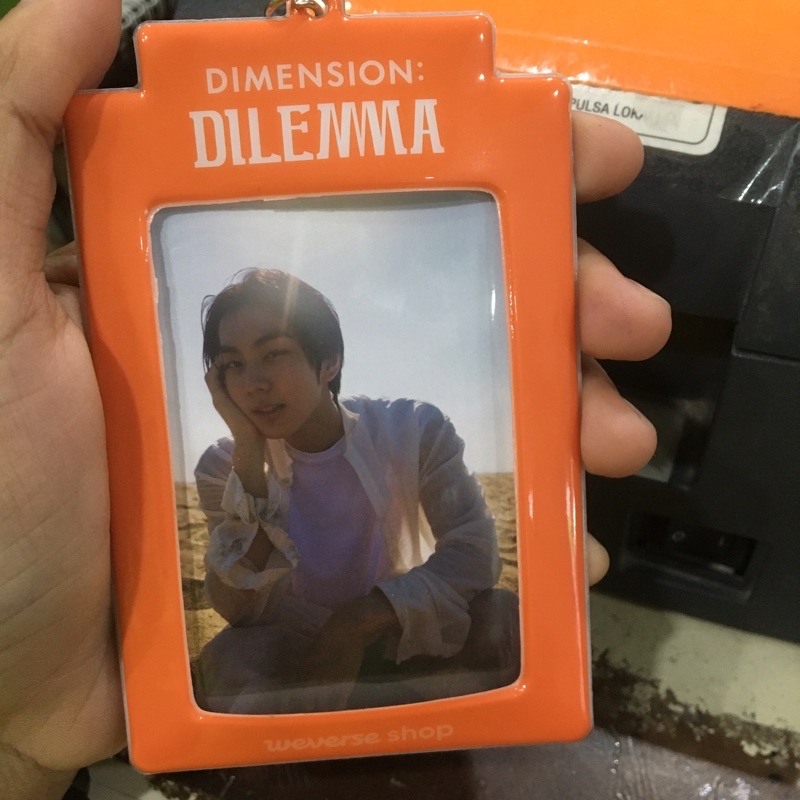 DIMENSION:
DILEMMA
PULSA LOK
weverse shop